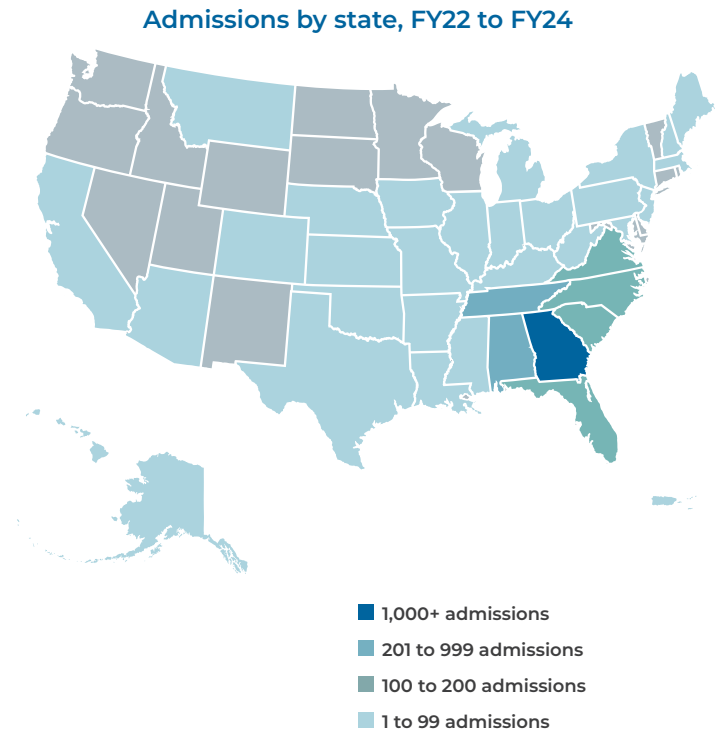 Admissions by state, FY22 to FY24
1,000+ admissions
201 to 999 admissions
100 to 200 admissions
1 to 99 admissions